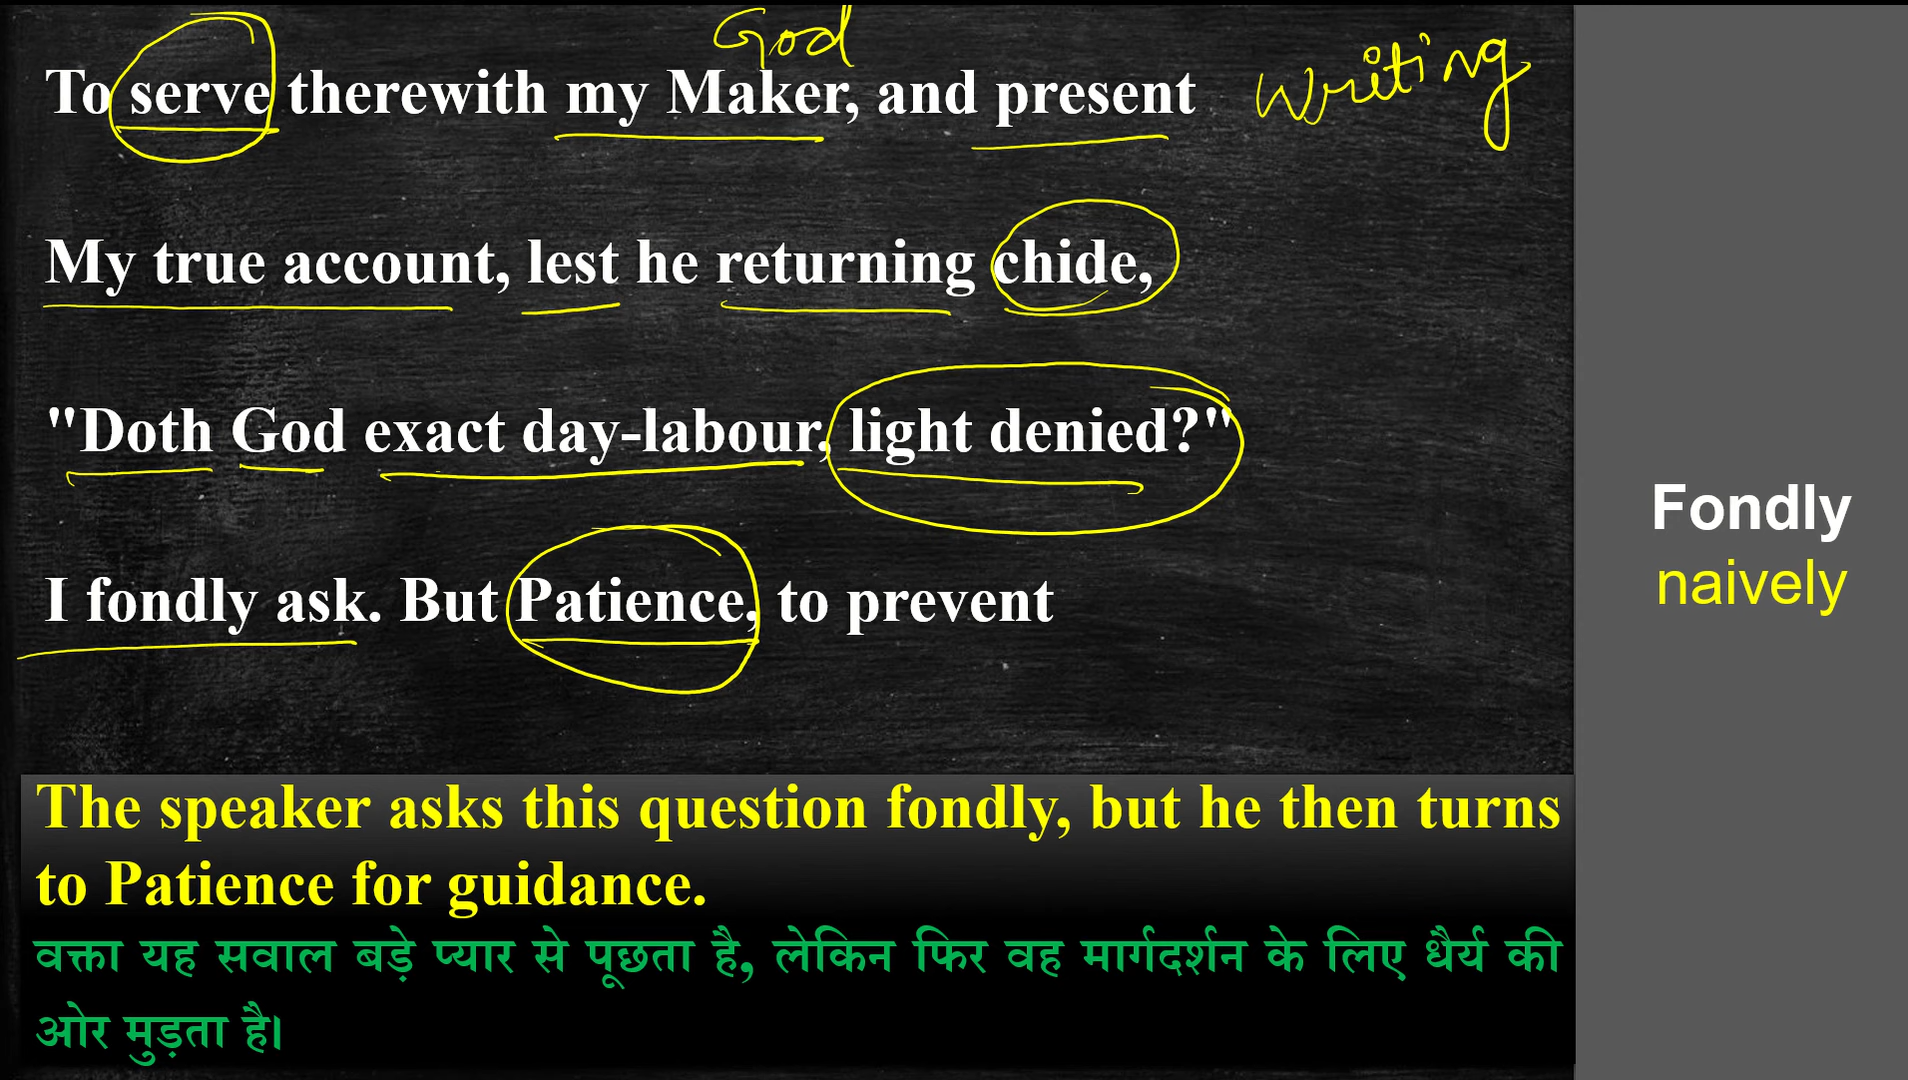 God
To serve therewith my Maker, and present
Writing
My true account, lest he returning chide,
"Doth God exact day-labour, light denied?"
I fondly ask. But Patience, to prevent
Fondly
naively
The speaker asks this question fondly, but he then turns
to Patience for guidance.
वक्ता यह सवाल बड़े प्यार से पूछता है, लेकिन फिर वह मार्गदर्शन के लिए धैर्य की
ओर मुड़ता है।